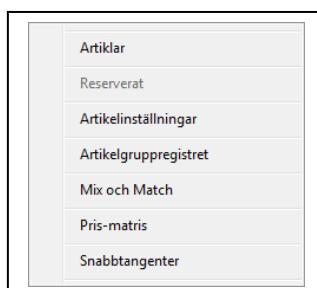 Artiklar
Reserverat
Artikelinställningar
Artikelgruppregistret
Mix och Match
Pris-matris
Snabbtangenter